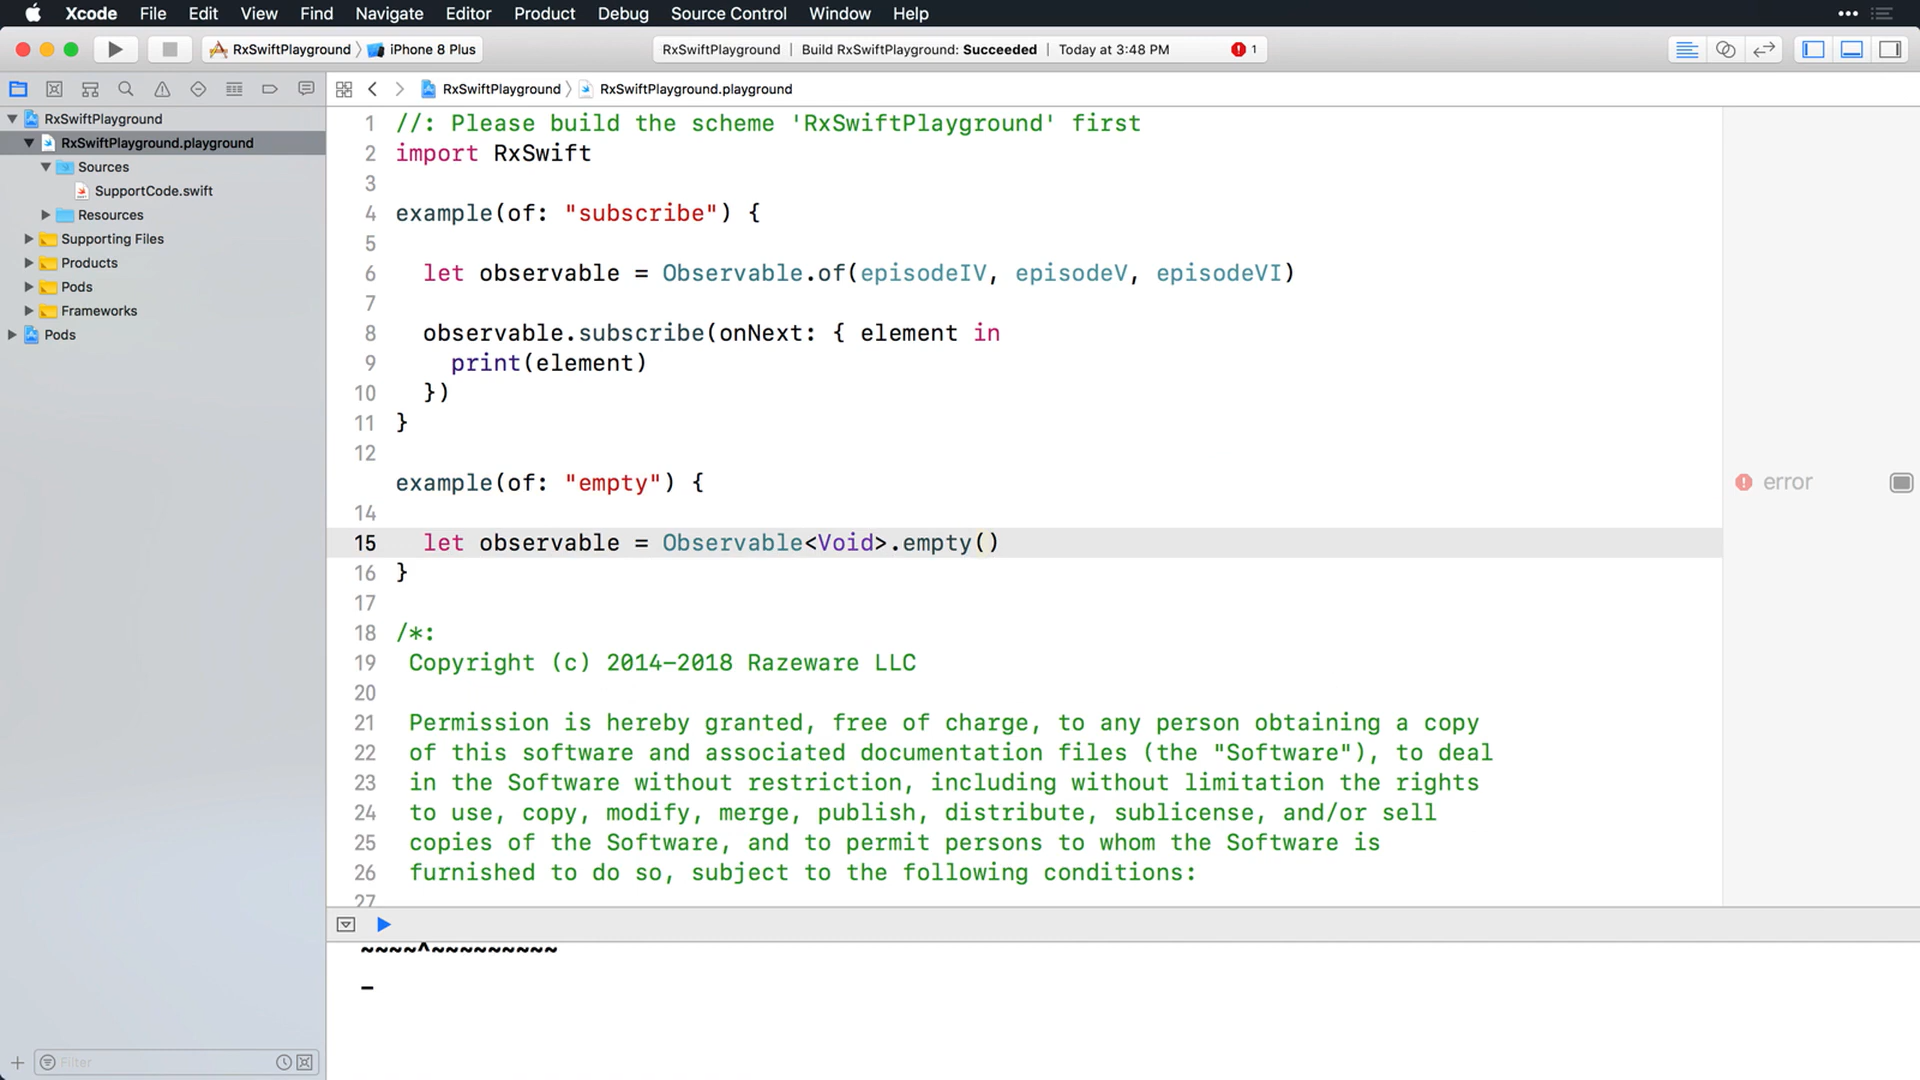 Xcode File Edit View Find Navigate Editor Product Debug Source Control Window Help
RxSwiftPlayground iPhone 8 Plus RxSwiftPlayground | Build RxSwiftPlayground: Succeeded | Today at 3:48 PM 1
RxSwiftPlayground RxSwiftPlayground.playground
RxSwiftPlayground
RxSwiftPlayground.playground
Sources
SupportCode.swift
Resources
Supporting Files
Products
Pods
Frameworks
Pods
1 //: Please build the scheme 'RxSwiftPlayground' first
2 import RxSwift
3
4 example(of: "subscribe") {
5
6 let observable = Observable.of(episodeIV, episodeV, episodeVI)
7
8 observable.subscribe(onNext: { element in
9 print(element)
10 })
11 }
12
example(of: "empty") {
error
14
15 let observable = Observable<Void>.empty()
16 }
17
18 /*:
19 Copyright (c) 2014-2018 Razeware LLC
20
21 Permission is hereby granted, free of charge, to any person obtaining a copy
22 of this software and associated documentation files (the "Software"), to deal
23 in the Software without restriction, including without limitation the rights
24 to use, copy, modify, merge, publish, distribute, sublicense, and/or sell
25 copies of the Software, and to permit persons to whom the Software is
26 furnished to do so, subject to the following conditions:
27
~~~~^~~~~~~~~~
Filter